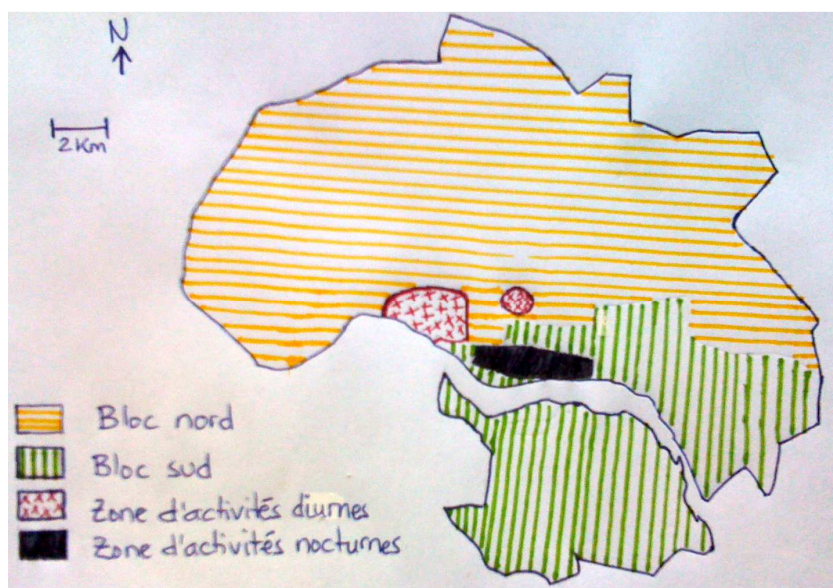 N
2 Km
Bloc nord
Bloc sud
Zone d'activités diurnes
Zone d'activités nocturnes